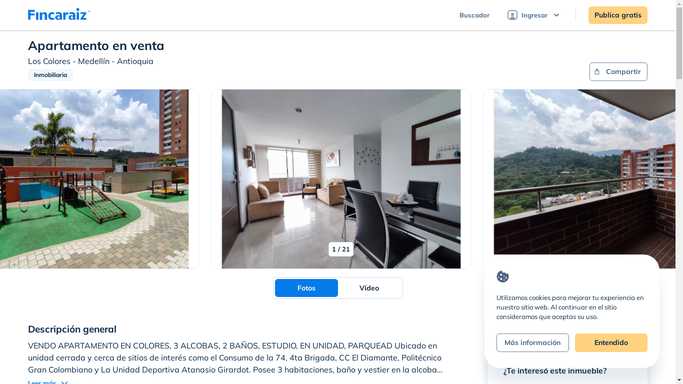 Fincaraiz
Buscador
Ingresar
Publica gratis
Apartamento en venta
Los Colores - Medellín - Antioquia
Inmobiliaria
Compartir
1 / 21
Fotos
Video
Descripción general
VENDO APARTAMENTO EN COLORES, 3 ALCOBAS, 2 BAÑOS, ESTUDIO, EN UNIDAD, PARQUEAD Ubicado en
unidad cerrada y cerca de sitios de interés como el Consumo de la 74, 4ta Brigada, CC El Diamante, Politécnico
Gran Colombiano y La Unidad Deportiva Atanasio Girardot. Posee 3 habitaciones, baño y vestier en la alcoba...
Leer más
Utilizamos cookies para mejorar tu experiencia en
nuestro sitio web. Al continuar en el sitio
consideramos que aceptas su uso.
Más información
Entendido
¿Te interesó este inmueble?